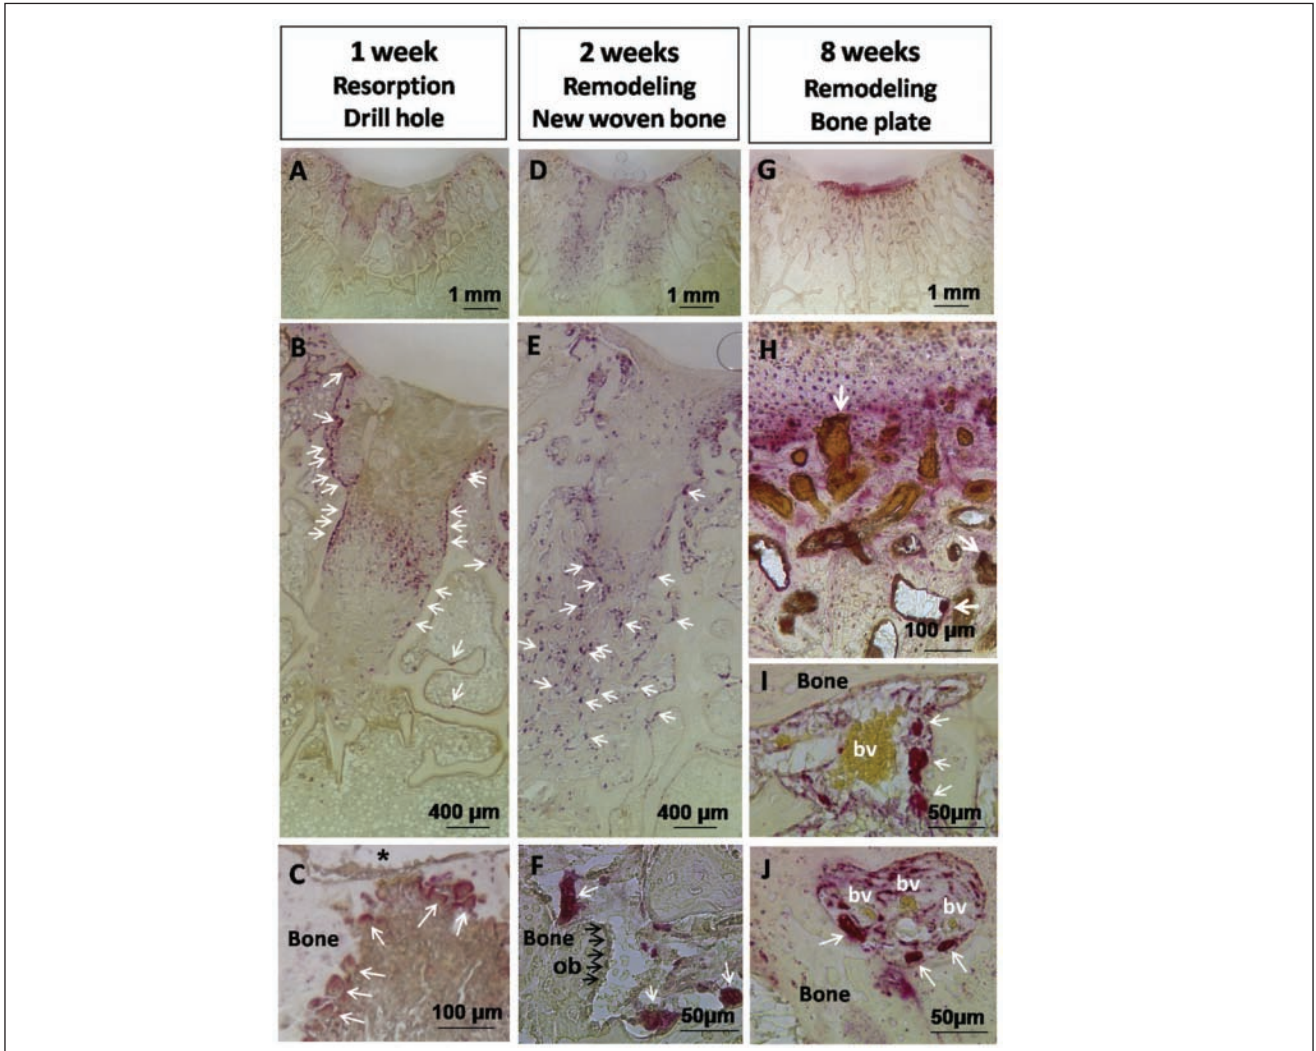 1 week
Resorption
Drill hole
2 weeks
Remodeling
New woven bone
8 weeks
Remodeling
Bone plate
A
1 mm
D
1 mm
G
1 mm
B
400 µm
E
400 µm
H
100 µm
I
Bone
bv
50µm
C
*
Bone
100 µm
F
Bone
ob
50µm
J
bv
bv
bv
Bone
50µm